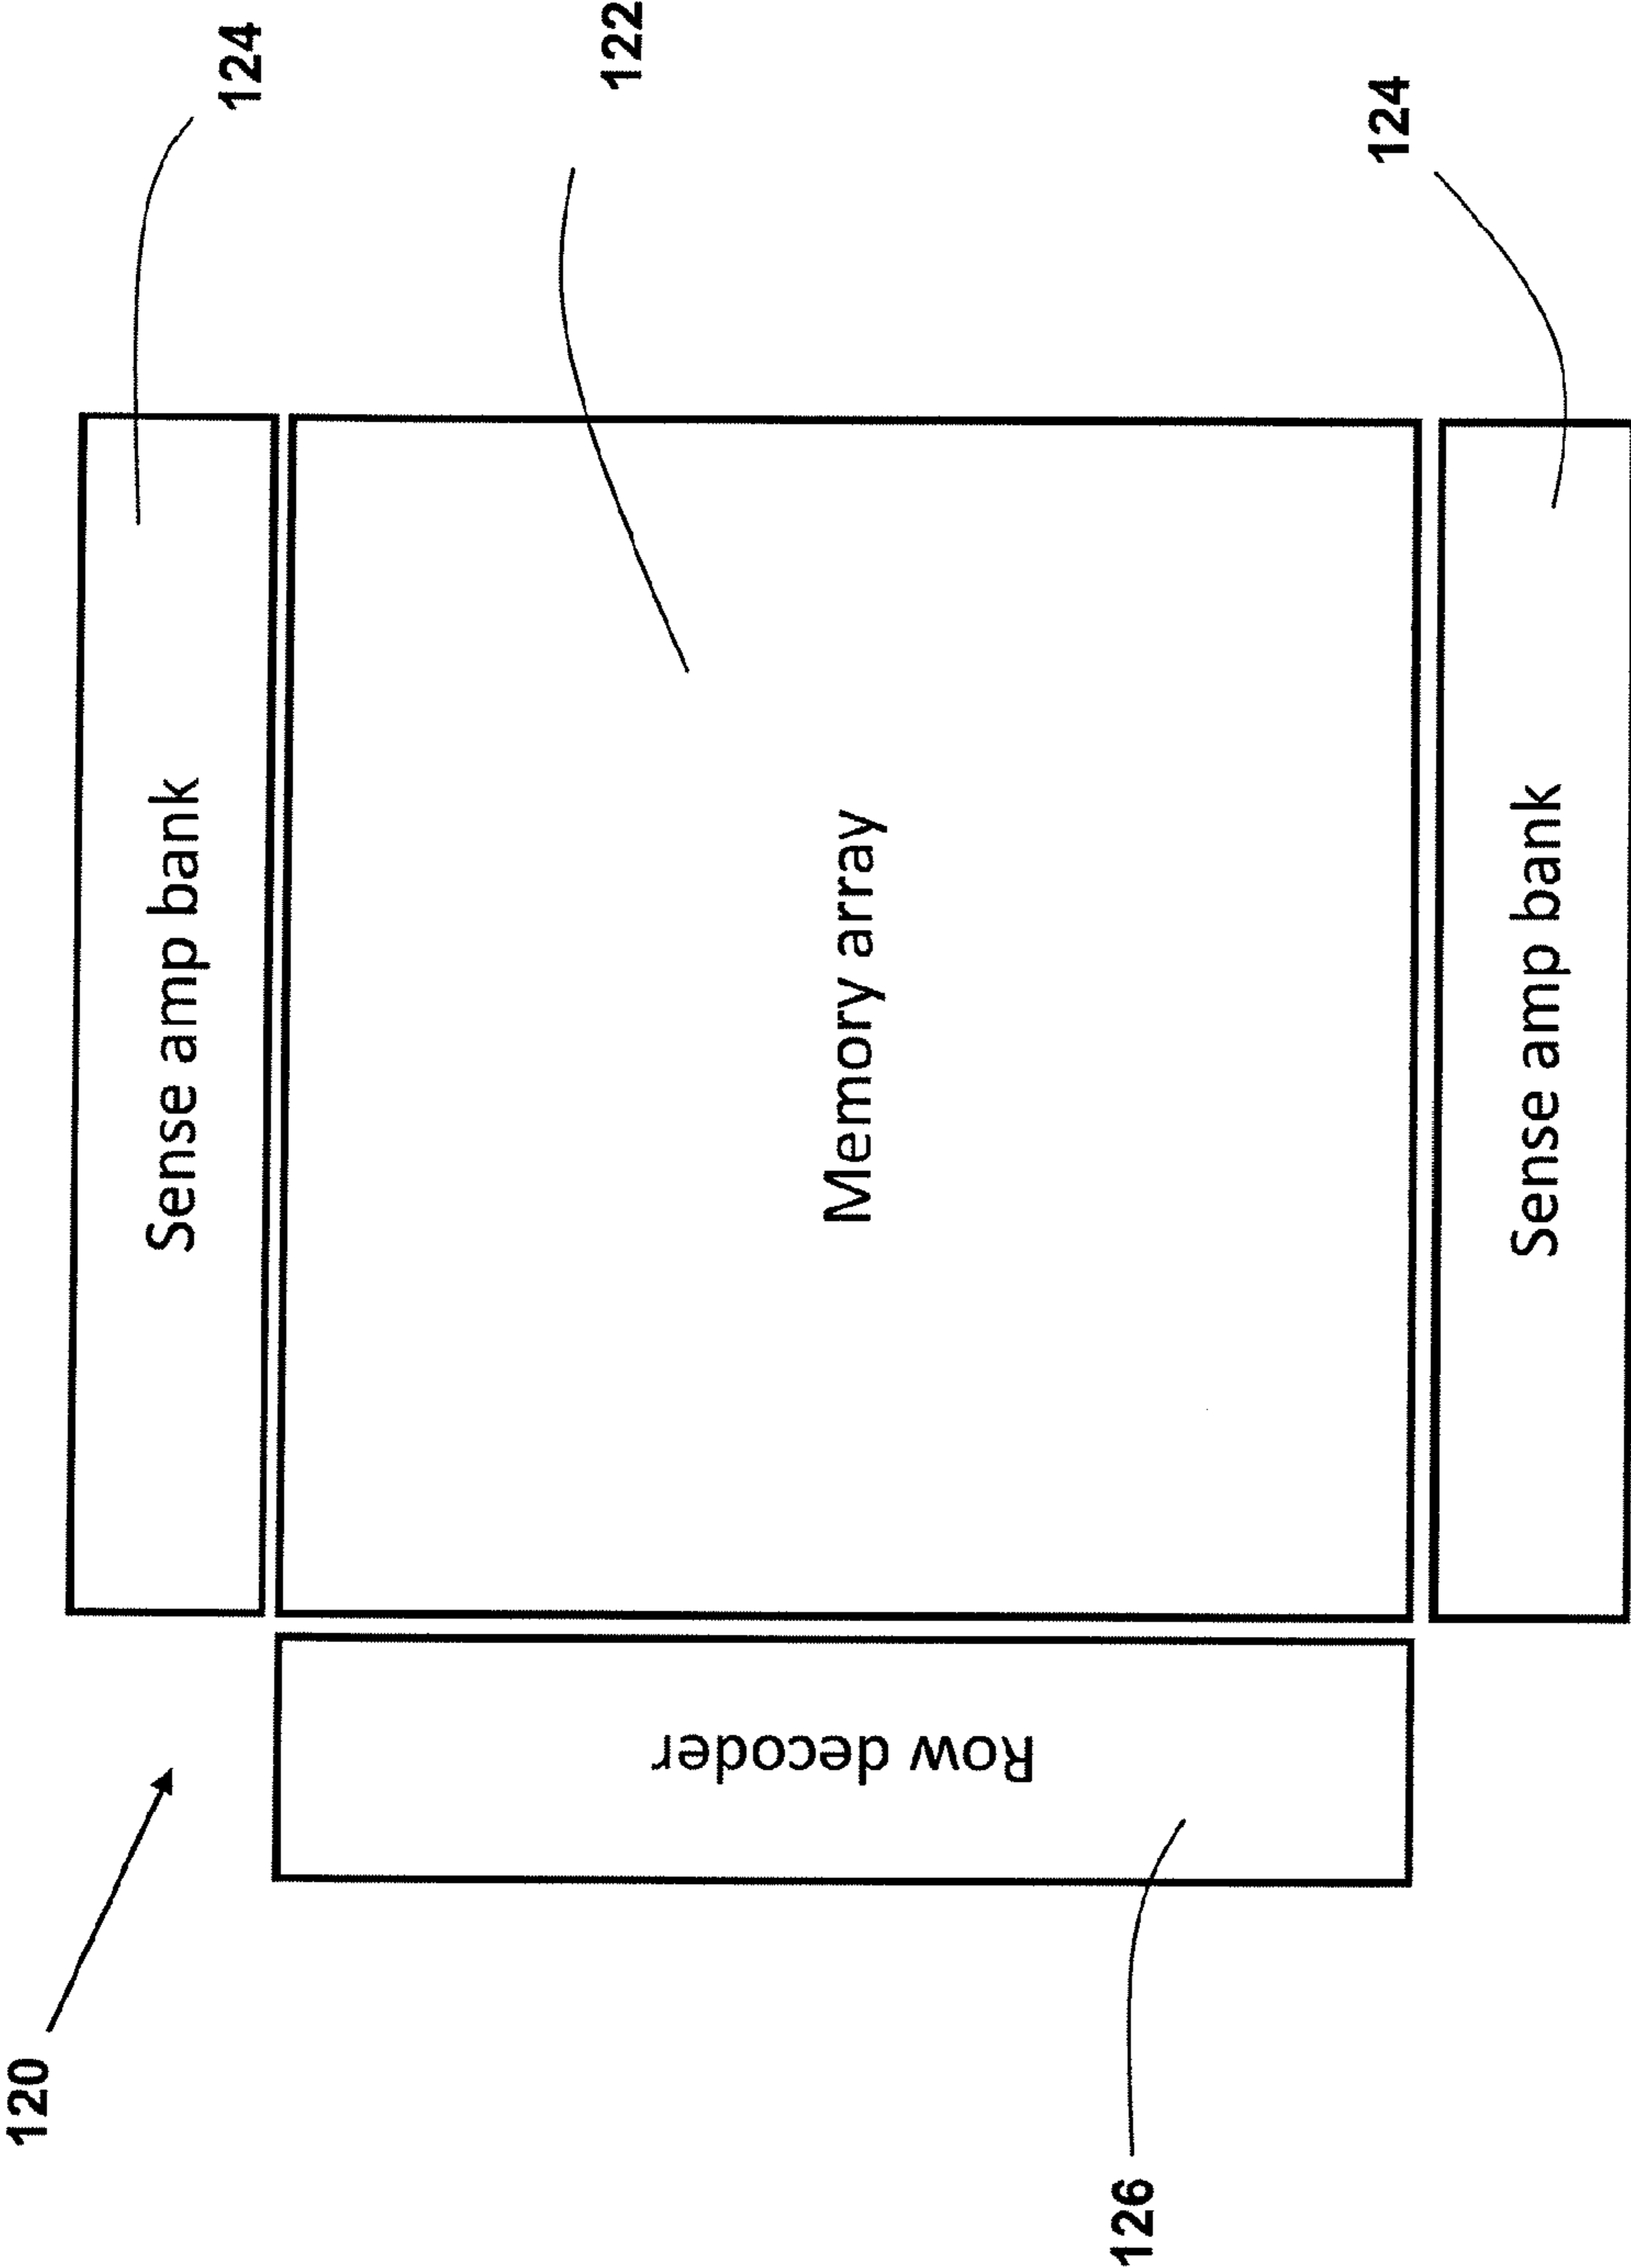 120
Sense amp bank
124
122
Row decoder
Memory array
126
124
Sense amp bank